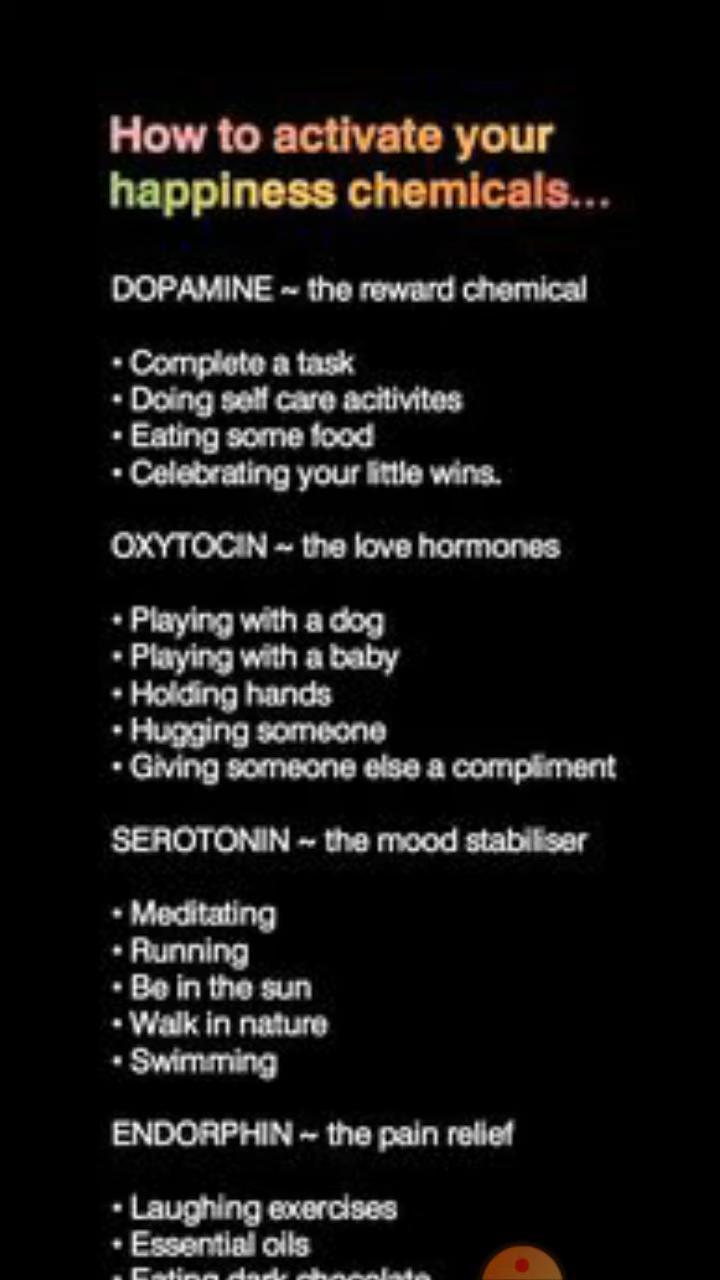 How to activate your
happiness chemicals...
DOPAMINE ~ the reward chemical
• Complete a task
• Doing self care acitivites
• Eating some food
• Celebrating your little wins.
OXYTOCIN ~ the love hormones
• Playing with a dog
• Playing with a baby
• Holding hands
• Hugging someone
• Giving someone else a compliment
SEROTONIN ~ the mood stabiliser
• Meditating
• Running
• Be in the sun
• Walk in nature
• Swimming
ENDORPHIN ~ the pain relief
• Laughing exercises
• Essential oils
• Eating dark chocolate